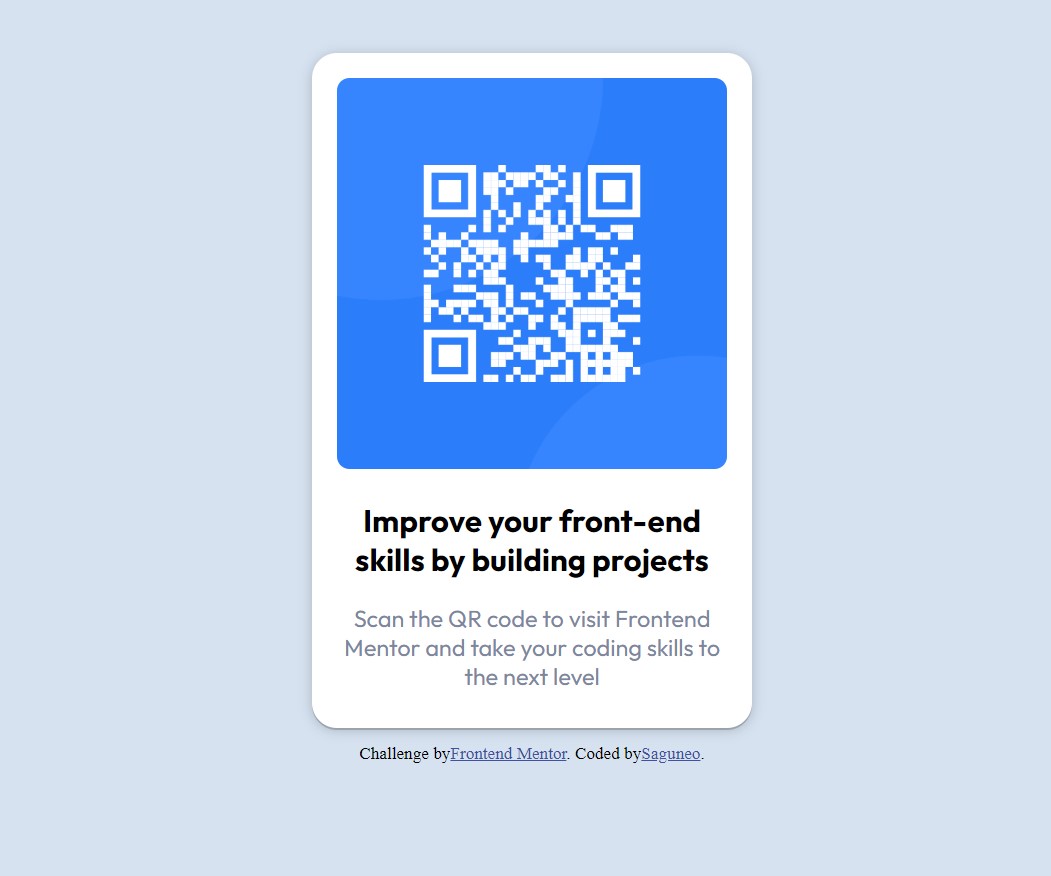 Improve your front-end
skills by building projects
Scan the QR code to visit Frontend
Mentor and take your coding skills to
the next level
Challenge byFrontend Mentor. Coded bySaguneo.